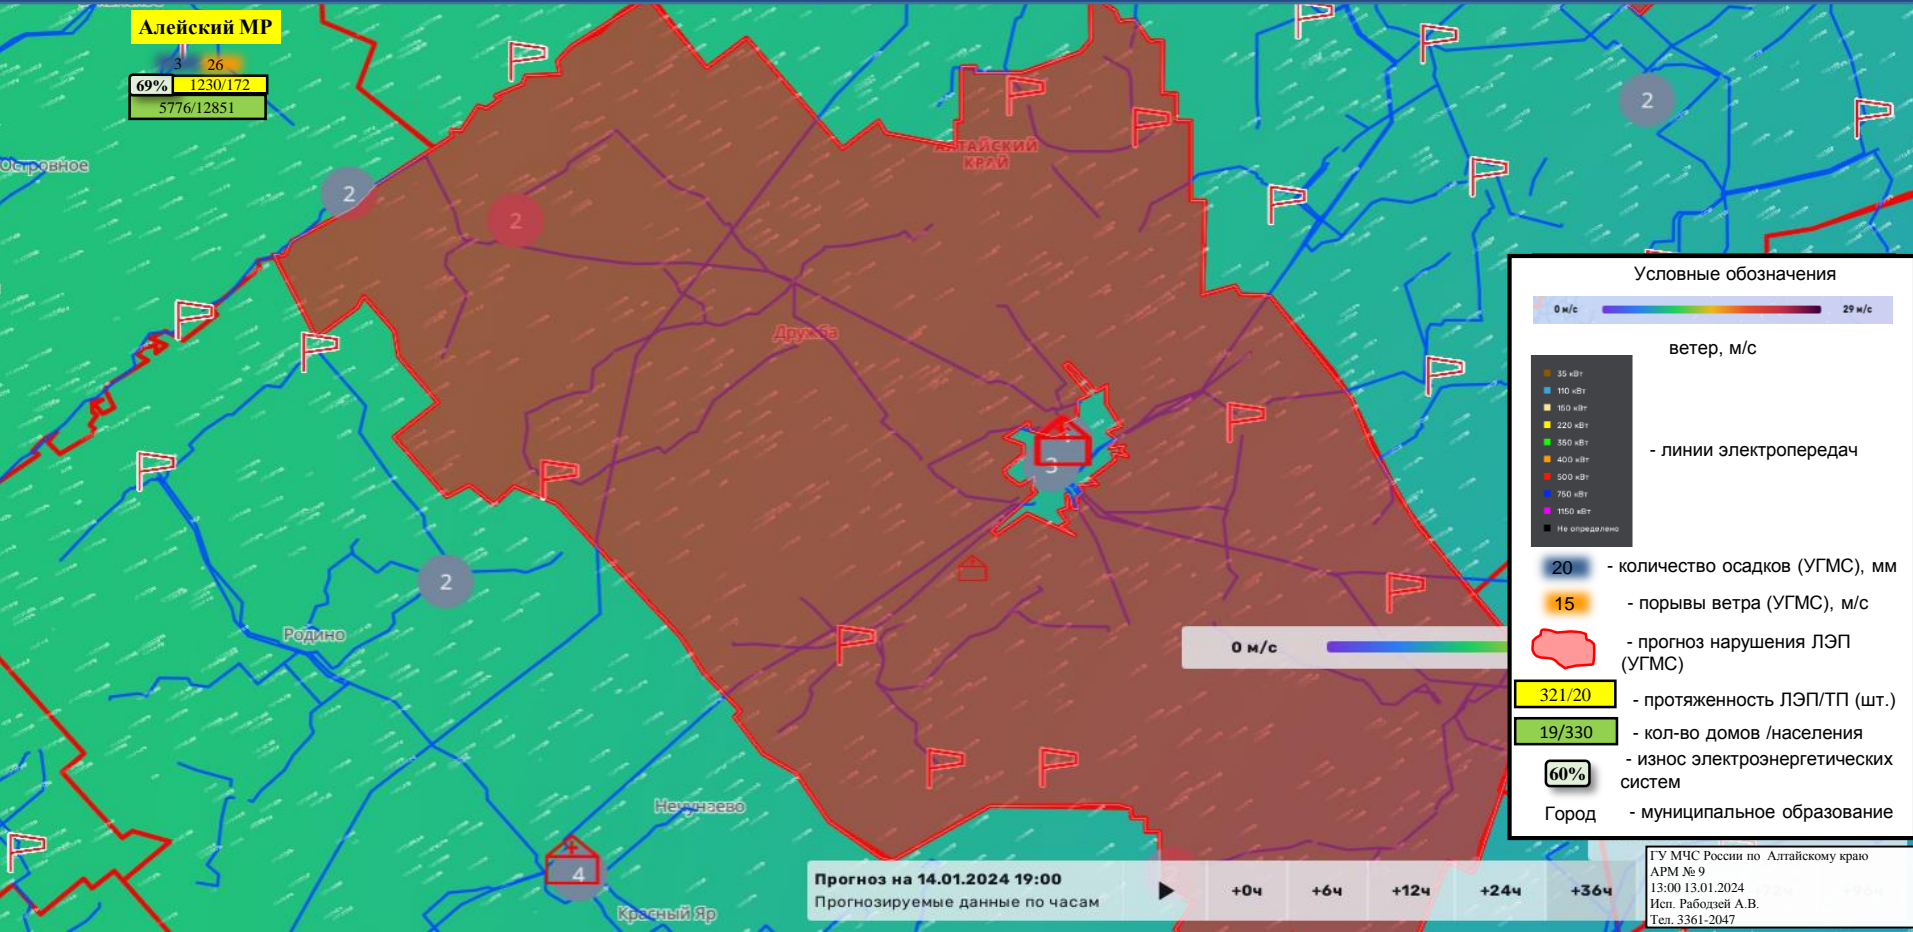 Алейский МР
3 26
69% 1230/172
5776/12851
Островное
2
2
2
АЛТАЙСКИЙ
КРАЙ
Дружба
3
2
Родино
Нечунаево
4
Красный Яр
0 м/с
Прогноз на 14.01.2024 19:00
Прогнозируемые данные по часам
+0ч +6ч +12ч +24ч +36ч
Условные обозначения
0 м/с 29 м/с
ветер, м/с
35 кВт
110 кВт
150 кВт
220 кВт
350 кВт
400 кВт
500 кВт
750 кВт
1150 кВт
Не определено
- линии электропередач
20 - количество осадков (УГМС), мм
15 - порывы ветра (УГМС), м/с
- прогноз нарушения ЛЭП
(УГМС)
321/20 - протяженность ЛЭП/ТП (шт.)
19/330 - кол-во домов /населения
60% - износ электроэнергетических
систем
Город - муниципальное образование
ГУ МЧС России по Алтайскому краю
АРМ № 9
13:00 13.01.2024
Исп. Рабодзей А.В.
Тел. 3361-2047